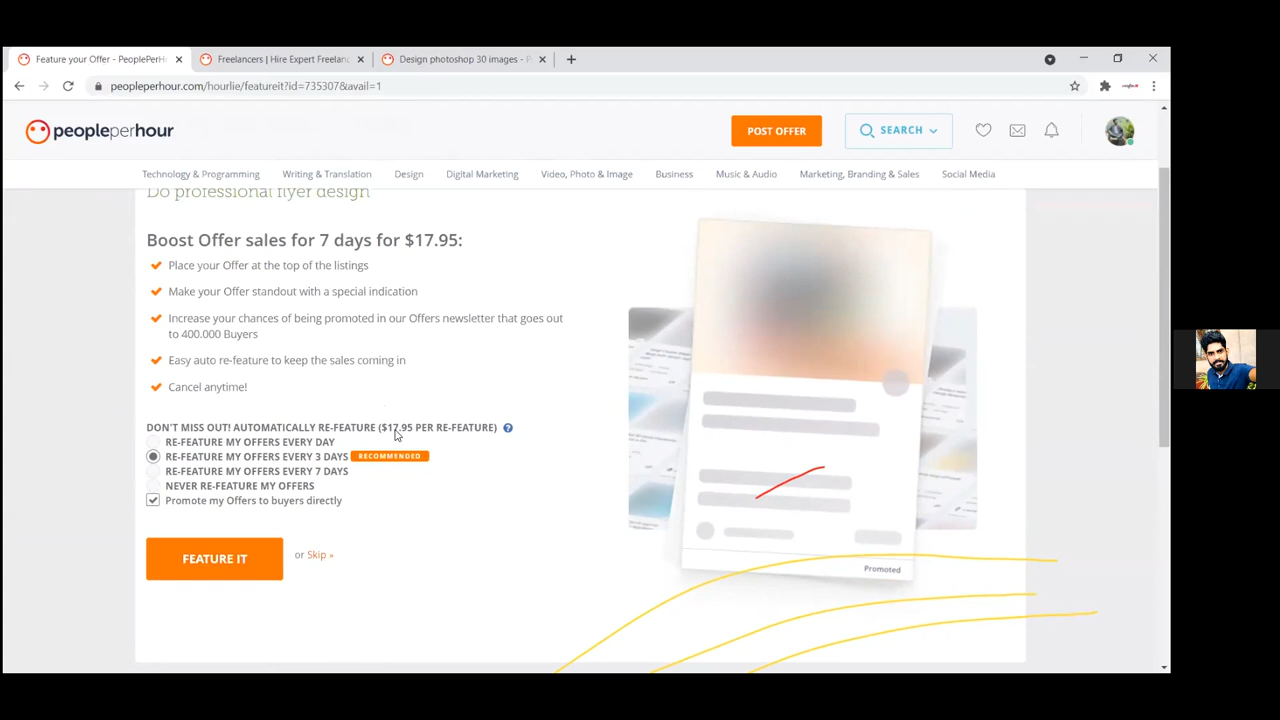 Feature your Offer - PeoplePerH
Freelancers | Hire Expert Freelanc
Design photoshop 30 images - P
peopleperhour.com/hourlie/featureit?id=735307&avail=1
peopleperhour
POST OFFER
SEARCH
Technology & Programming
Writing & Translation
Design
Digital Marketing
Video, Photo & Image
Business
Music & Audio
Marketing, Branding & Sales
Social Media
Do professional flyer design
Boost Offer sales for 7 days for $17.95:
Place your Offer at the top of the listings
Make your Offer standout with a special indication
Increase your chances of being promoted in our Offers newsletter that goes out
to 400.000 Buyers
Easy auto re-feature to keep the sales coming in
Cancel anytime!
DON'T MISS OUT! AUTOMATICALLY RE-FEATURE ($17.95 PER RE-FEATURE)
RE-FEATURE MY OFFERS EVERY DAY
RE-FEATURE MY OFFERS EVERY 3 DAYS RECOMMENDED
RE-FEATURE MY OFFERS EVERY 7 DAYS
NEVER RE-FEATURE MY OFFERS
Promote my Offers to buyers directly
FEATURE IT
or Skip »
Promoted